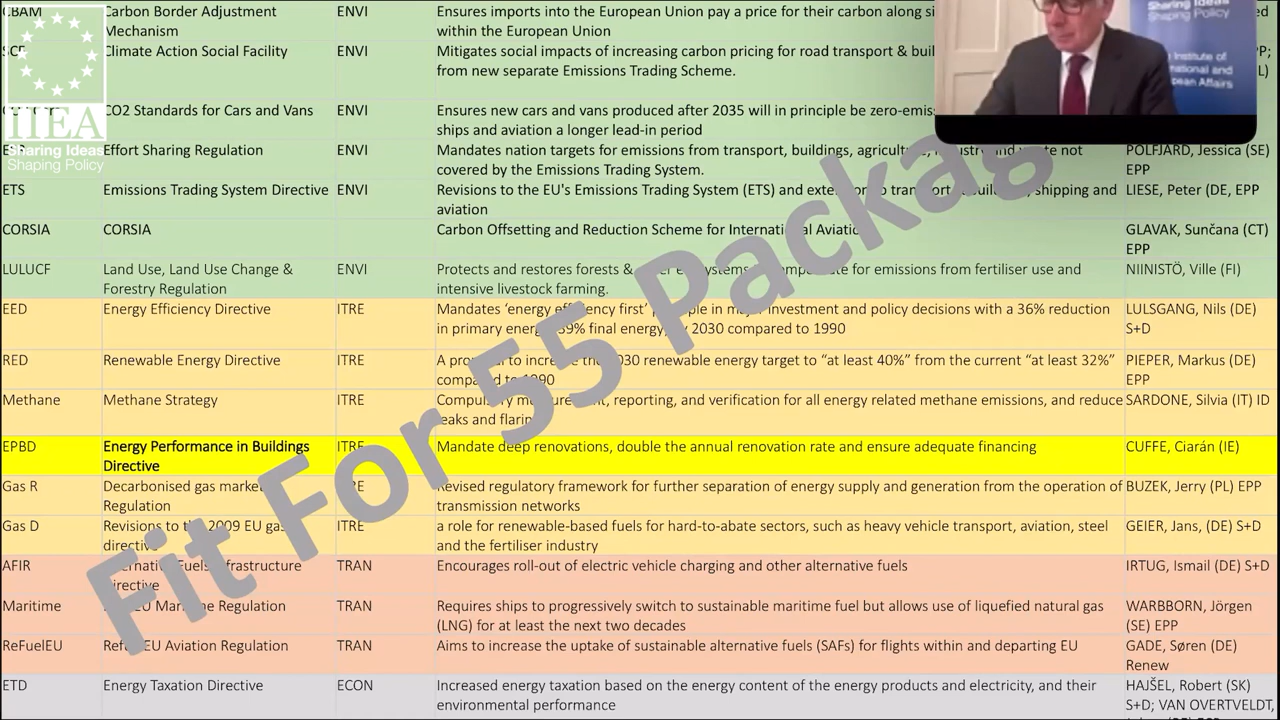 CBAM Carbon Border Adjustment Mechanism ENVI Ensures imports into the European Union pay a price for their carbon along
within the European Union
Climate Action Social Facility ENVI Mitigates social impacts of increasing carbon pricing for road transport &
from new separate Emissions Trading Scheme.
CO2 Standards for Cars and Vans ENVI Ensures new cars and vans produced after 2035 will in principle be
ships and aviation a longer lead-in period
Effort Sharing Regulation ENVI Mandates nation targets for emissions from transport, buildings, not POLFJARD, Jessica (SE)
covered by the Emissions Trading System. EPP
ETS Emissions Trading System Directive ENVI Revisions to the EU's Emissions Trading System (ETS) and shipping and LIESE, Peter (DE, EPP
aviation
CORSIA CORSIA Carbon Offsetting and Reduction Scheme for GLAVAK, Sunčana (CT)
EPP
LULUCF Land Use, Land Use Change & ENVI Protects and restores forests & for emissions from fertiliser use and NIINISTÖ, Ville (FI)
Forestry Regulation intensive livestock farming.
EED Energy Efficiency Directive ITRE Mandates ‘energy first’ investment and policy decisions with a 36% reduction LULSGANG, Nils (DE)
in primary 2030 compared to 1990 S+D
RED Renewable Energy Directive ITRE A renewable energy target to “at least 40%” from the current “at least 32%” PIEPER, Markus (DE)
EPP
Methane Methane Strategy ITRE reporting, and verification for all energy related methane emissions, and reduce SARDONE, Silvia (IT) ID
and
EPBD Energy Performance in Buildings ITRE Mandate deep renovations, double the annual renovation rate and ensure adequate financing CUFFE, Ciarán (IE)
Directive
Gas R Decarbonised gas Revised regulatory framework for further separation of energy supply and generation from the operation of BUZEK, Jerry (PL) EPP
Regulation transmission networks
Gas D Revisions to 2009 EU ITRE a role for renewable-based fuels for hard-to-abate sectors, such as heavy vehicle transport, aviation, steel GEIER, Jans, (DE) S+D
and the fertiliser industry
AFIR TRAN Encourages roll-out of electric vehicle charging and other alternative fuels IRTUG, Ismail (DE) S+D
Maritime Regulation TRAN Requires ships to progressively switch to sustainable maritime fuel but allows use of liquefied natural gas WARBBORN, Jörgen
(LNG) for at least the next two decades (SE) EPP
ReFuelEU Aviation Regulation TRAN Aims to increase the uptake of sustainable alternative fuels (SAFs) for flights within and departing EU GADE, Søren (DE)
Renew
ETD Energy Taxation Directive ECON Increased energy taxation based on the energy content of the energy products and electricity, and their HAJŠEL, Robert (SK)
environmental performance S+D; VAN OVERTVELDT,
Fit For 55 Package
IIEA
Sharing Ideas
Shaping Policy
Sharing Ideas
Shaping Policy
Institute of
and
Affairs